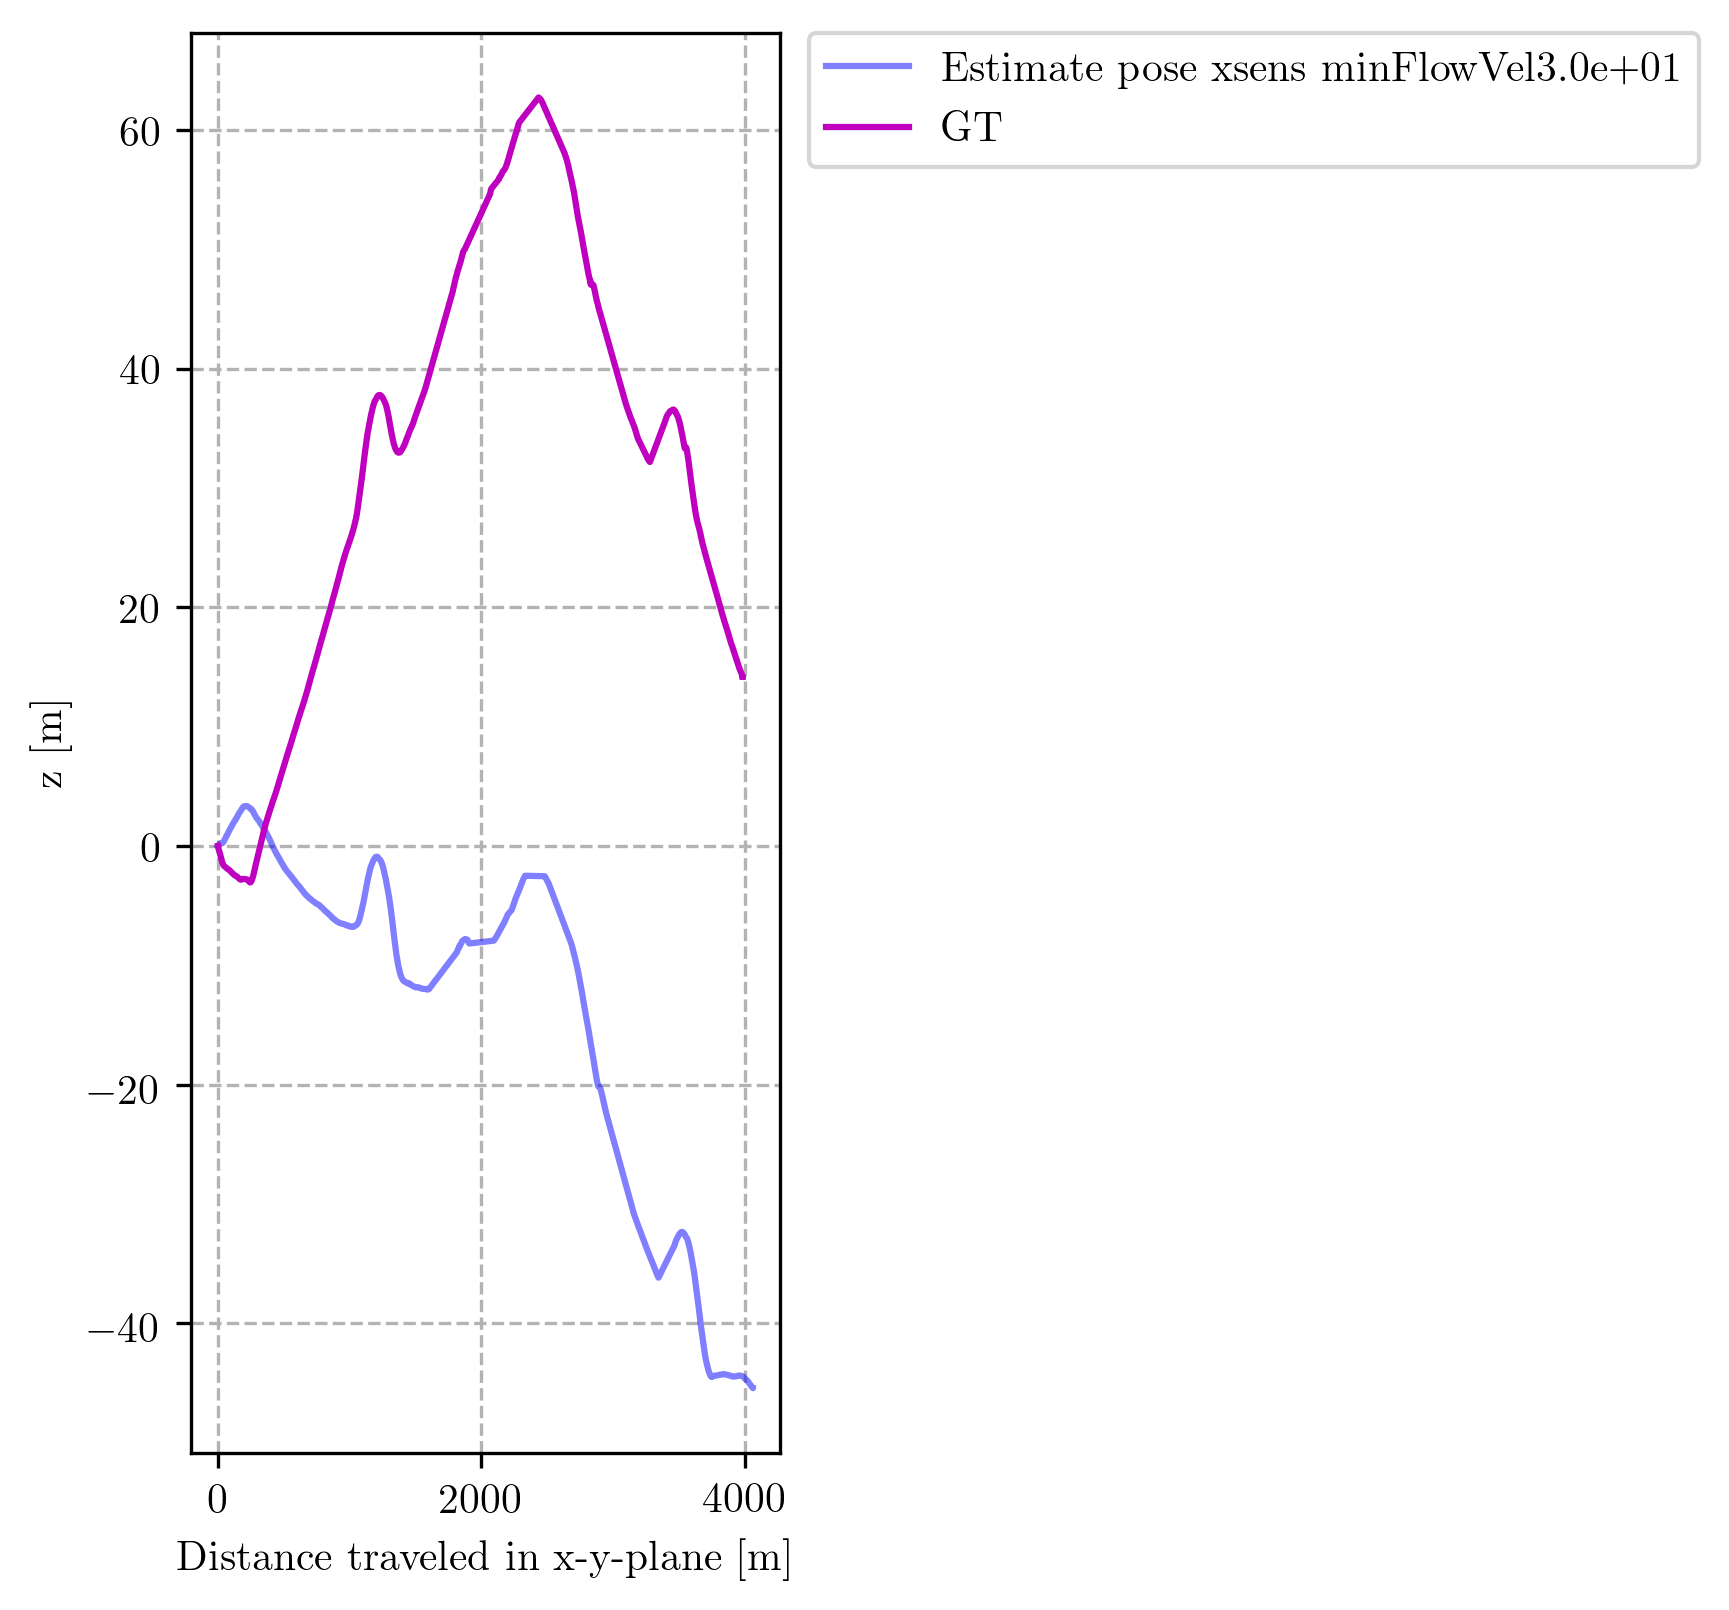 Estimate pose xsens minFlowVel3.0e+01
GT
60
40
20
0
−20
−40
z [m]
0 2000 4000
Distance traveled in x-y-plane [m]